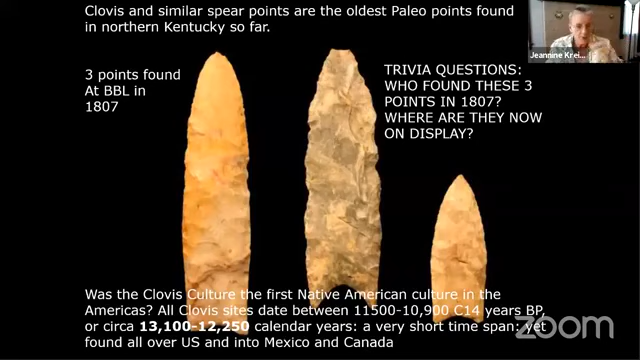 Clovis and similar spear points are the oldest Paleo points found
in northern Kentucky so far.
3 points found
At BBL in
1807
TRIVIA QUESTIONS:
WHO FOUND THESE 3
POINTS IN 1807?
WHERE ARE THEY NOW
ON DISPLAY?
Jeannine Krei...
Was the Clovis Culture the first Native American culture in the
Americas? All Clovis sites date between 11500-10,900 C14 years BP,
or circa 13,100-12,250 calendar years: a very short time span: yet
found all over US and into Mexico and Canada
zoom